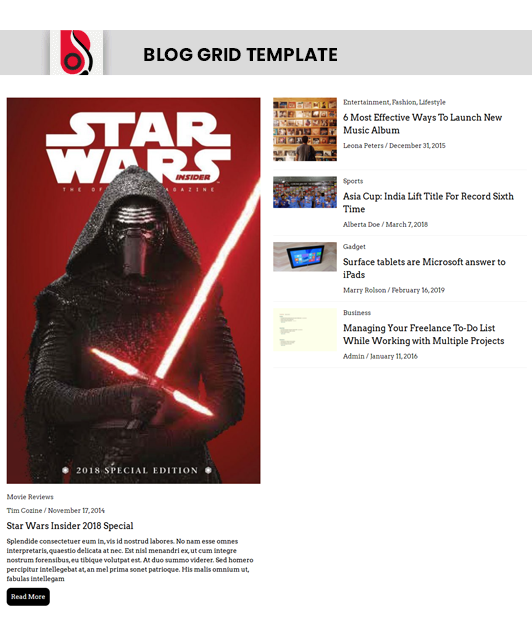 BLOG GRID TEMPLATE
STAR
WARS
INSIDER
2018 SPECIAL EDITION
Movie Reviews
Tim Cozine / November 17, 2014
Star Wars Insider 2018 Special
Splendide consectetuer eum in, vis id nostrud labores. No nam esse omnes
interpretaris, quaestio delicata at nec. Est nisl menandri ex, ut cum integre
nostrum forensibus, eu tibique volutpat est. At duo summo viderer. Sed homero
percipitur intellegebat at, an mel prima sonet patrioque. His malis omnium ut,
fabulas intellegam
Read More
Entertainment, Fashion, Lifestyle
6 Most Effective Ways To Launch New
Music Album
Leona Peters / December 31, 2015
Sports
Asia Cup: India Lift Title For Record Sixth
Time
Alberta Doe / March 7, 2018
Gadget
Surface tablets are Microsoft answer to
iPads
Marry Rolson / February 16, 2019
Business
Managing Your Freelance To-Do List
While Working with Multiple Projects
Admin / January 11, 2016